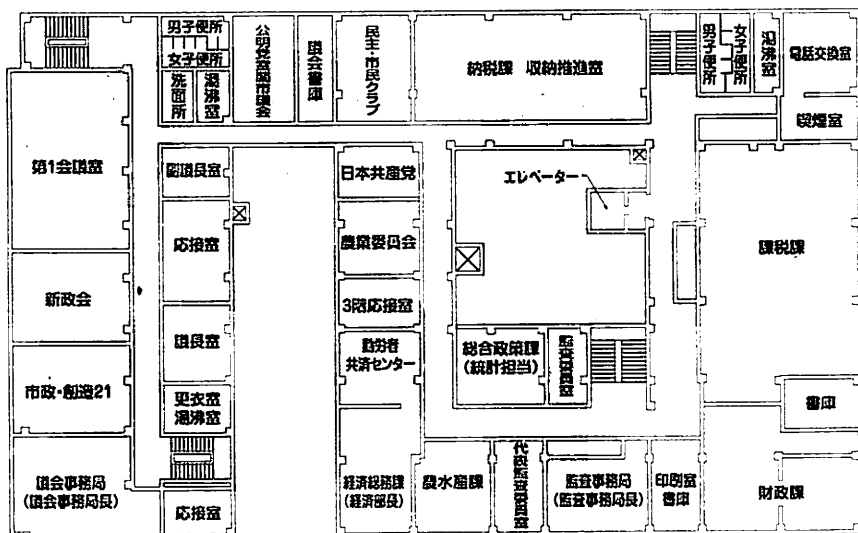 男子便所
女子便所
洗面所
湯沸室
公明党室蘭市議会
議会書庫
民主・市民クラブ
納税課 収納推進室
男子便所
女子便所
湯沸室
電話交換室
喫煙室
第1会議室
副議長室
日本共産党
エレベーター
課税課
応接室
農業委員会
新政会
3階応接室
議長室
勤労者
共済センター
総合政策課
(統計担当)
市政・創造21
更衣室
湯沸室
書庫
議会事務局
(議会事務局長)
応接室
経済総務課
(経済部長)
農水産課
代表監査委員室
監査事務局
(監査事務局長)
印刷室
書庫
財政課